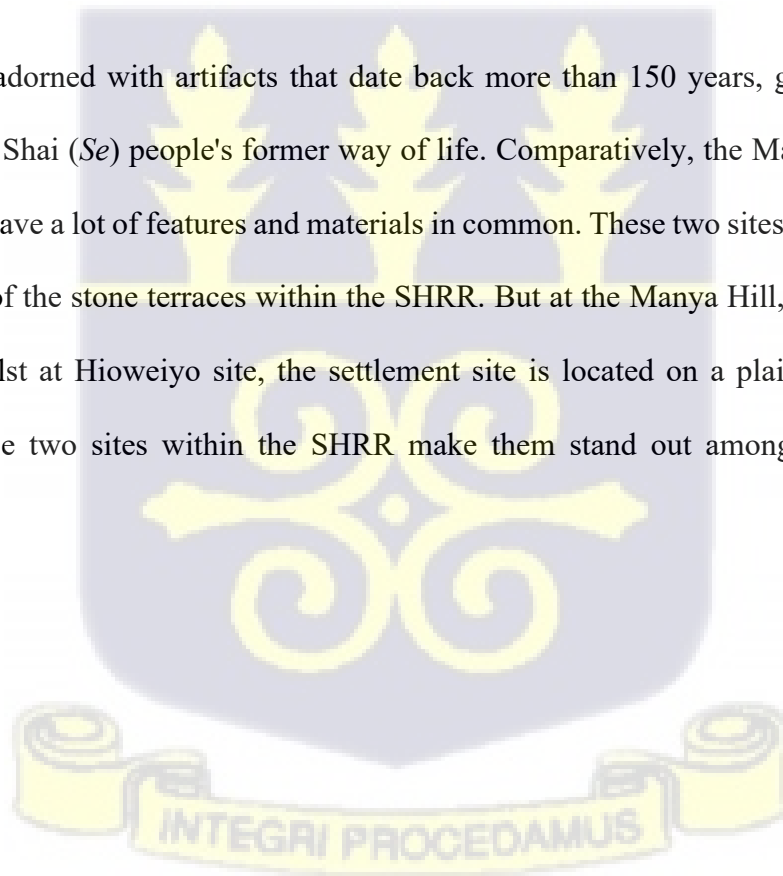 adorned with artifacts that date back more than 150 years, g
Shai (Se) people's former way of life. Comparatively, the Ma
ave a lot of features and materials in common. These two sites
of the stone terraces within the SHRR. But at the Manya Hill,
lst at Hioweiyo site, the settlement site is located on a plai
e two sites within the SHRR make them stand out among
INTEGRI PROCEDAMUS